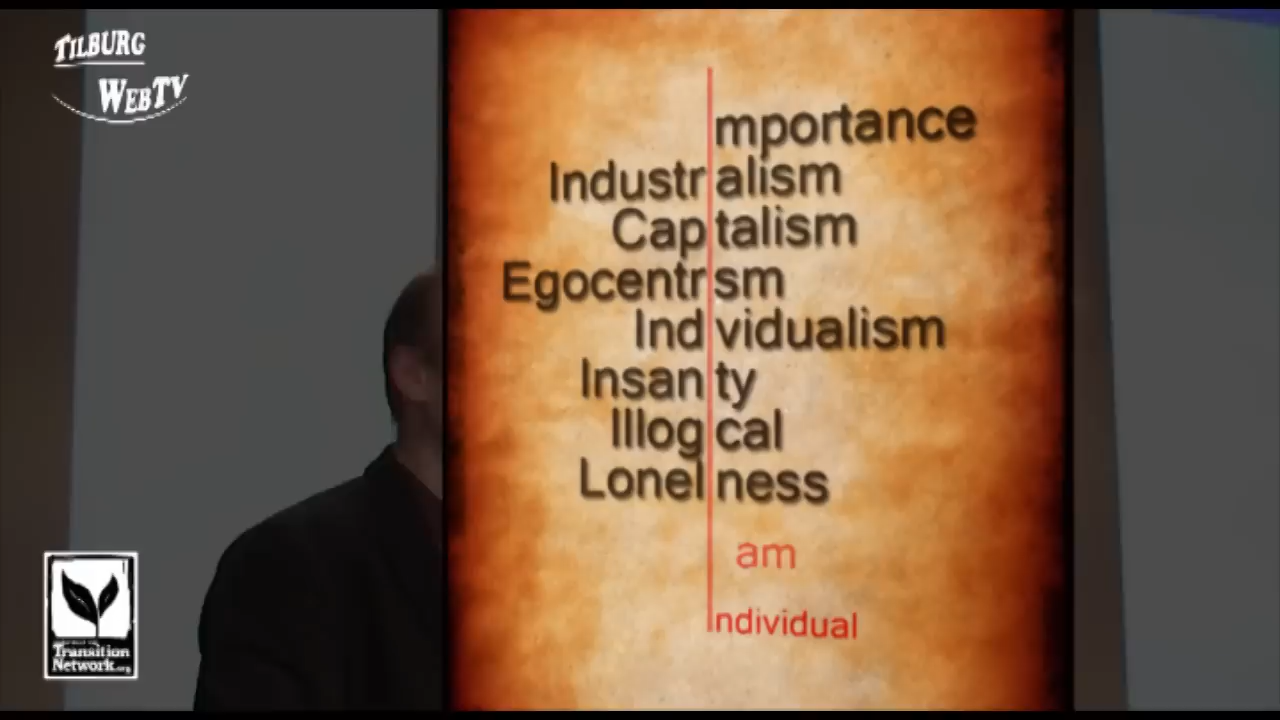 TILBURG
WEBTV
Importance
Industrialism
Capitalism
Egocentrism
Individualism
Insanity
Illogical
Loneliness
I am
Individual
Transition
Network.org